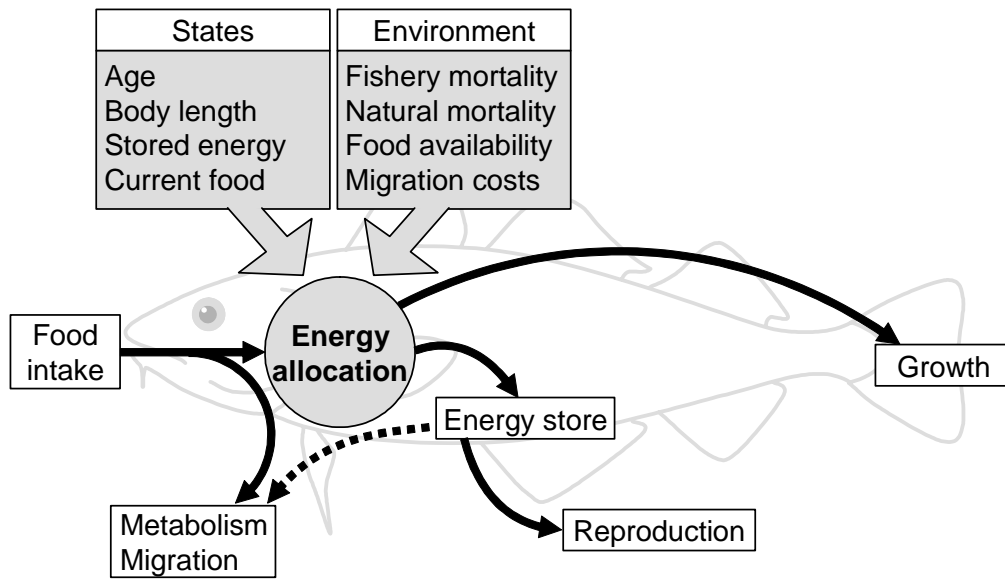 States
Age
Body length
Stored energy
Current food
Environment
Fishery mortality
Natural mortality
Food availability
Migration costs
Food
intake
Energy
allocation
Growth
Energy store
Metabolism
Migration
Reproduction